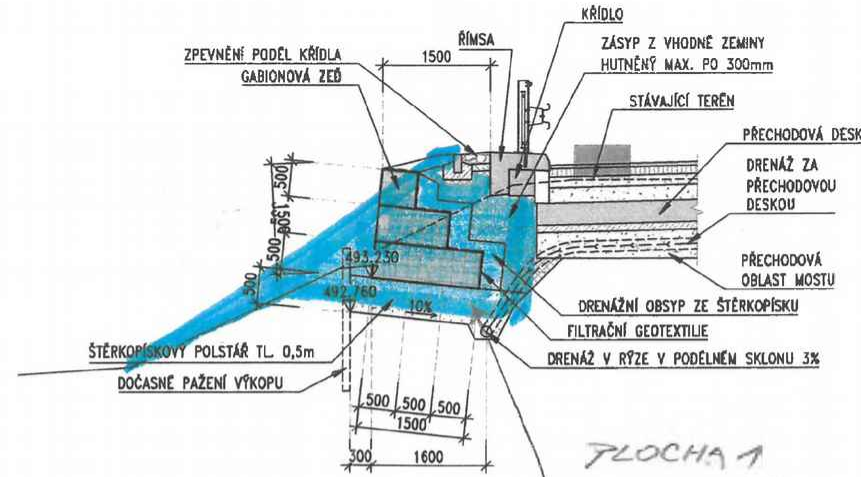 KŘÍDLO
ŘÍMSA
ZPEVNĚNÍ PODÉL KŘÍDLA
1500
ZÁSYP Z VHODNÉ ZEMINY
HUTNĚNÝ MAX. PO 300mm
GABIONOVÁ ZEĎ
STÁVAJÍCÍ TERÉN
PŘECHODOVÁ DESK
DRENÁŽ ZA
PŘECHODOVOU
DESKOU
500
1500
500
500
493,230
PŘECHODOVÁ
OBLAST MOSTU
492,760
10%
DRENÁŽNÍ OBSYP ZE ŠTĚRKOPÍSKU
FILTRAČNÍ GEOTEXTILIE
ŠTĚRKOPÍSKOVÝ POLSTÁŘ TL. 0,5m
DRENÁŽ V RÝZE V PODÉLNÉM SKLONU 3%
DOČASNÉ PAŽENÍ VÝKOPU
500 500 500
1500
300 1600
PLOCHA 1